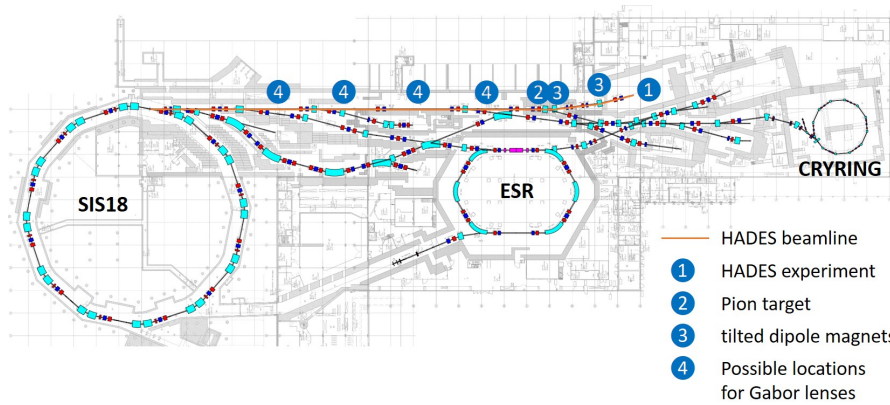 4 4 4 4 2 3 3 1
CRYRING
SIS18
ESR
HADES beamline
1 HADES experiment
2 Pion target
3 tilted dipole magnets
4 Possible locations
for Gabor lenses